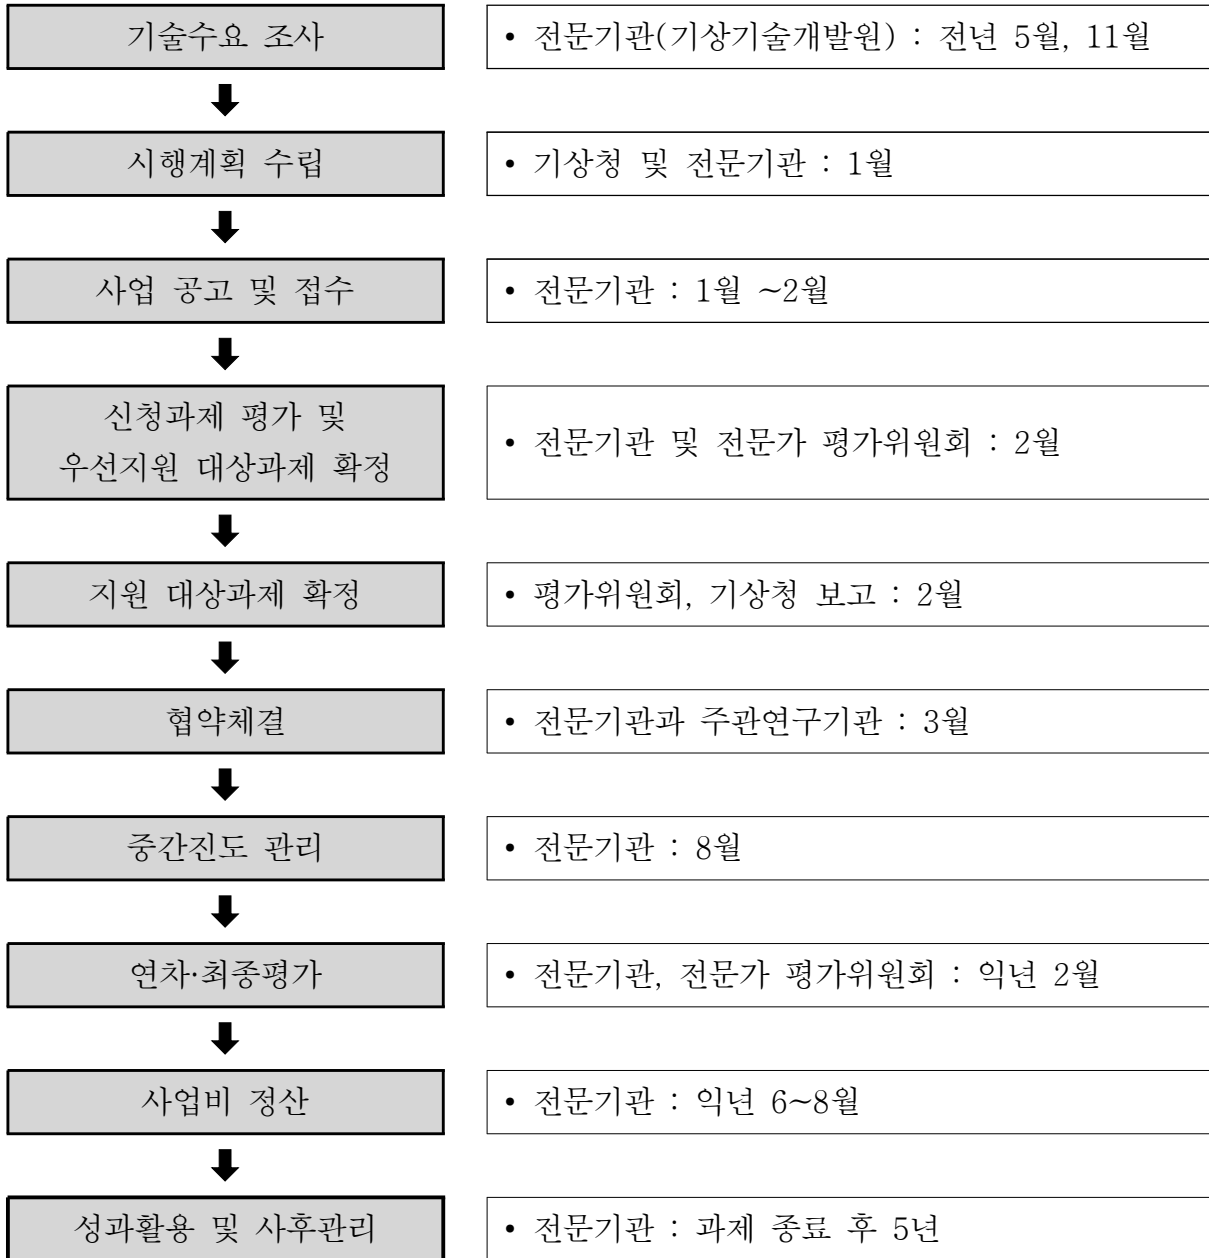 기술수요 조사
• 전문기관(기상기술개발원) : 전년 5월, 11월
시행계획 수립
• 기상청 및 전문기관 : 1월
사업 공고 및 접수
• 전문기관 : 1월 ~2월
신청과제 평가 및
우선지원 대상과제 확정
• 전문기관 및 전문가 평가위원회 : 2월
지원 대상과제 확정
• 평가위원회, 기상청 보고 : 2월
협약체결
• 전문기관과 주관연구기관 : 3월
중간진도 관리
• 전문기관 : 8월
연차·최종평가
• 전문기관, 전문가 평가위원회 : 익년 2월
사업비 정산
• 전문기관 : 익년 6~8월
성과활용 및 사후관리
• 전문기관 : 과제 종료 후 5년